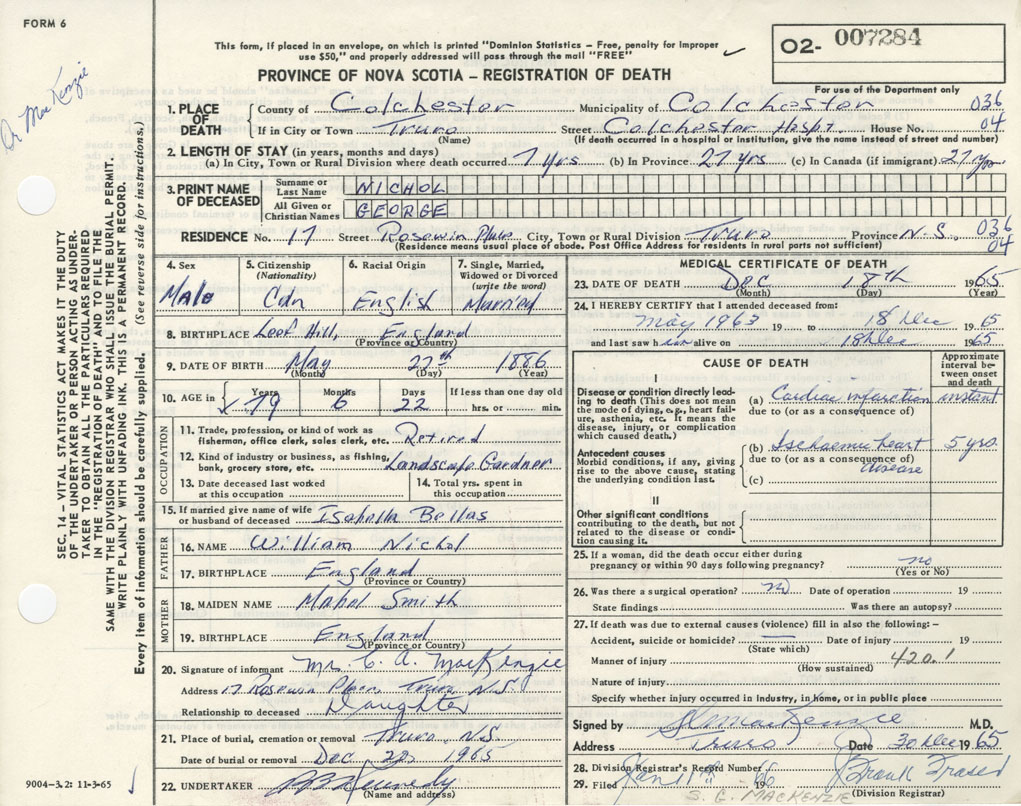 FORM 6
This form, if placed in an envelope, on which is printed "Dominion Statistics – Free, penalty for improper
use $50," and properly addressed will pass through the mail "FREE"
O2- 007284
For use of the Department only
PROVINCE OF NOVA SCOTIA – REGISTRATION OF DEATH
Dr MacKenzie
1. PLACE OF DEATH County of Colchester Municipality of Colchester 036
If in City or Town Truro Street Colchester Hospt. House No. 04
(Name) (If death occurred in a hospital or institution, give the name instead of street and number)
2. LENGTH OF STAY (in years, months and days)
(a) In City, Town or Rural Division where death occurred 7 yrs (b) In Province 27 yrs (c) In Canada (if immigrant) 27 yrs
3. PRINT NAME OF DECEASED
Surname or Last Name NICHOL
All Given or Christian Names GEORGE
RESIDENCE No. 17 Street Rosewin Place City, Town or Rural Division Truro Province N.S. 036
(Residence means usual place of abode. Post Office Address for residents in rural parts not sufficient) 04
4. Sex
Male
5. Citizenship
(Nationality)
Cdn
6. Racial Origin
English
7. Single, Married,
Widowed or Divorced
(write the word)
Married
8. BIRTHPLACE Leef Hill, England
(Province or Country)
9. DATE OF BIRTH May 27th 1886
(Month) (Day) (Year)
10. AGE in Years Months Days If less than one day old
79 6 22 hrs. or min.
OCCUPATION
11. Trade, profession, or kind of work as
fisherman, office clerk, sales clerk, etc. Retired
12. Kind of industry or business, as fishing,
bank, grocery store, etc. Landscape Gardner
13. Date deceased last worked
at this occupation
14. Total yrs. spent in
this occupation
15. If married give name of wife
or husband of deceased Isabella Bellas
FATHER
16. NAME William Nichol
17. BIRTHPLACE England
(Province or Country)
MOTHER
18. MAIDEN NAME Mabel Smith
19. BIRTHPLACE England
(Province or Country)
20. Signature of informant Mrs. C. A. MacKenzie
Address 17 Rosewin Place Truro N.S.
Relationship to deceased Daughter
21. Place of burial, cremation or removal Truro, N.S.
Date of burial or removal Dec 22, 1965
22. UNDERTAKER Kennedy
(Name and address)
MEDICAL CERTIFICATE OF DEATH
23. DATE OF DEATH Dec 18th 1965
(Month) (Day) (Year)
24. I HEREBY CERTIFY that I attended deceased from:
May 1963 19 to 18 Dec 1965
and last saw him alive on 18 Dec 1965
CAUSE OF DEATH
Approximate
interval between
onset
and death
I
Disease or condition directly leading
to death (This does not mean
the mode of dying, e.g., heart failure,
asthenia, etc. It means the
disease, injury, or complication
which caused death.)
(a) Cardiac infarction instant
due to (or as a consequence of)
Antecedent causes
Morbid conditions, if any, giving
rise to the above cause, stating the
underlying condition last.
(b) Ischaemic heart 5 yrs.
due to (or as a consequence of)
disease
(c)
II
Other significant conditions
contributing to the death, but not
related to the disease or condition
causing it.
25. If a woman, did the death occur either during
pregnancy or within 90 days following pregnancy? no
(Yes or No)
26. Was there a surgical operation? no Date of operation 19
State findings Was there an autopsy?
27. If death was due to external causes (violence) fill in also the following: –
Accident, suicide or homicide? — Date of injury 19
(State which)
Manner of injury 420.1
(How sustained)
Nature of injury
Specify whether injury occurred in Industry, in Home, or in public place
Signed by MacKenzie M.D.
Address Truro Date 30 Dec 1965
28. Division Registrar's Record Number
29. Filed Jan 19 66 Frank Fraser
S. G. MACKENZIE (Division Registrar)
SEC. 14 – VITAL STATISTICS ACT MAKES IT THE DUTY
OF THE UNDERTAKER OR PERSON ACTING AS UNDERTAKER
TO OBTAIN ALL THE PARTICULARS REQUIRED
IN THE "REGISTRATION OF DEATH" AND TO FILE THE
SAME WITH THE DIVISION REGISTRAR WHO SHALL ISSUE THE BURIAL PERMIT.
WRITE PLAINLY WITH UNFADING INK. THIS IS A PERMANENT RECORD.
Every item of information should be carefully supplied. (See reverse side for instructions.)
9004-3,2: 11-3-65